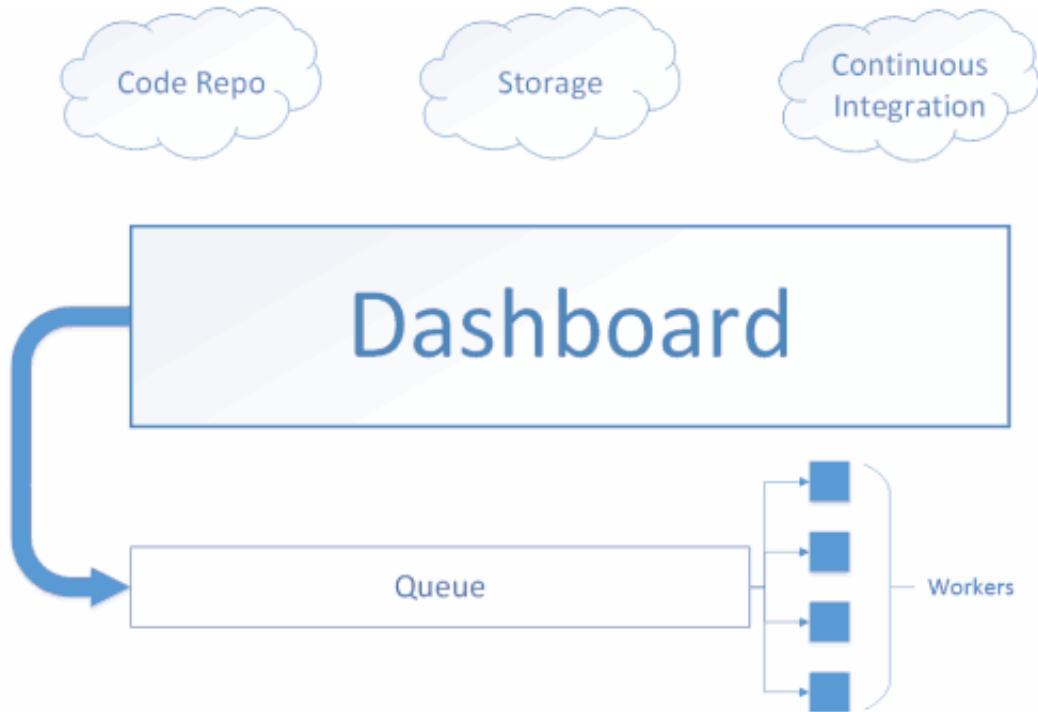 Code Repo
Storage
Continuous
Integration
Dashboard
Queue
Workers